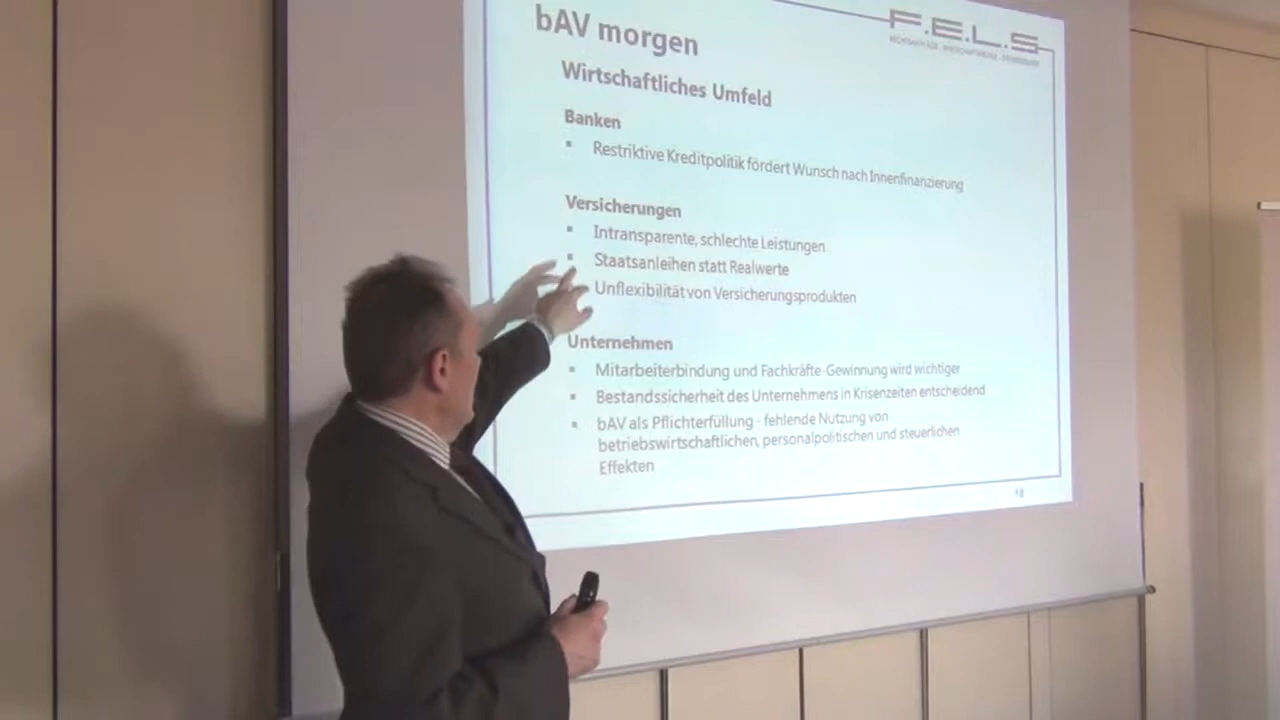 bAV morgen
F.E.L.S
Wirtschaftliches Umfeld
Banken
▪ Restriktive Kreditpolitik fördert Wunsch nach Innenfinanzierung
Versicherungen
▪ Intransparente, schlechte Leistungen
▪ Staatsanleihen statt Realwerte
Unflexibilität von Versicherungsprodukten
Unternehmen
▪ Mitarbeiterbindung und Fachkräfte-Gewinnung wird wichtiger
▪ Bestandssicherheit des Unternehmens in Krisenzeiten entscheidend
▪ bAV als Pflichterfüllung - fehlende Nutzung von
betriebswirtschaftlichen, personalpolitischen und steuerlichen
Effekten